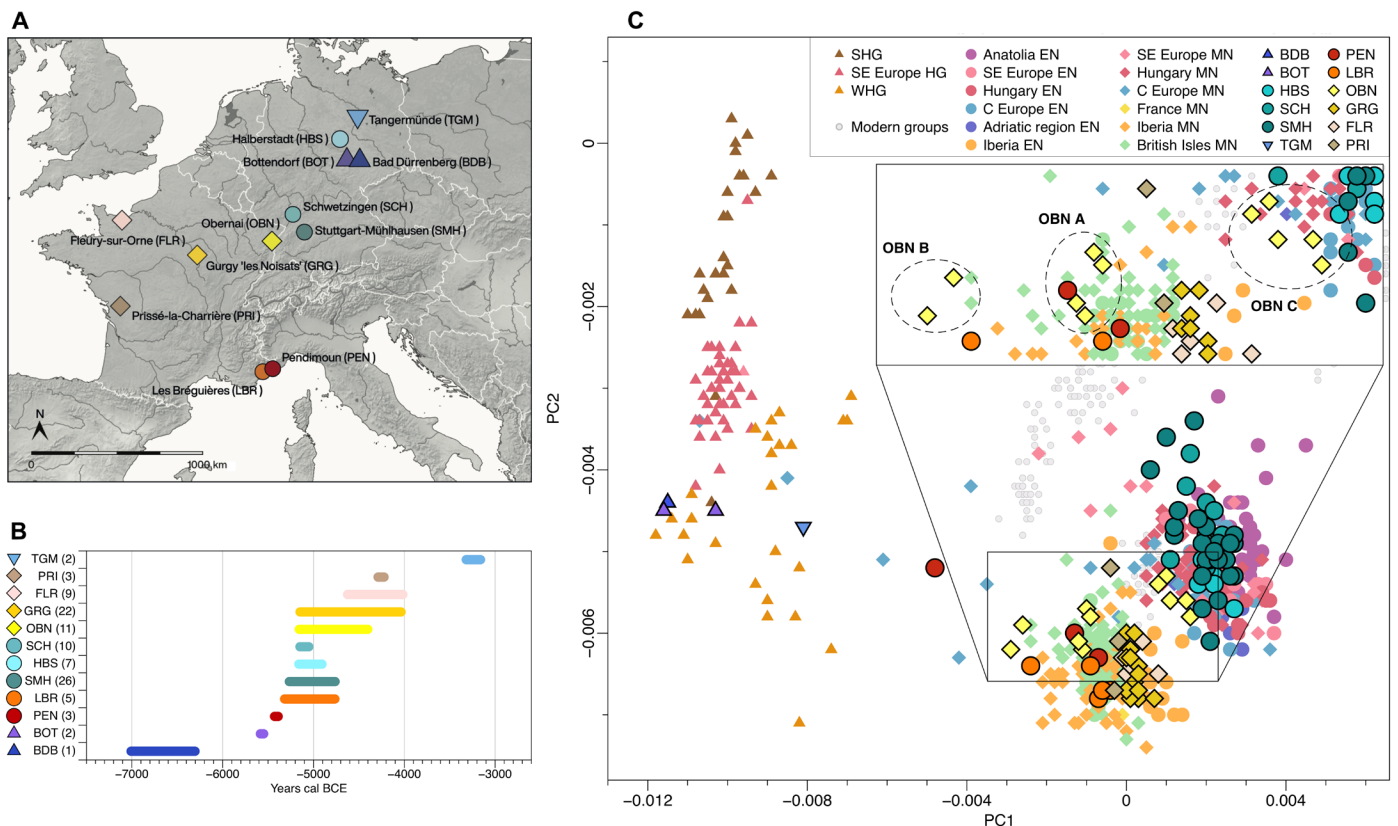 A
Tangermünde (TGM )
Halberstadt (HBS)
Bottendorf (BOT )
Bad Dürrenberg (BDB)
Schwetzingen (SCH )
Obernai (OBN)
Stuttgart-Mühlhausen (SMH)
Fleury-sur-Orne (FLR )
Gurgy 'les Noisats' (GRG )
Prissé-la-Charrière (PRI )
Pendimoun (PEN )
Les Bréguières (LBR )
N
0
1000 km
B
TGM (2)
PRI (3)
FLR (9)
GRG (22)
OBN (11)
SCH (10)
HBS (7)
SMH (26)
LBR (5)
PEN (3)
BOT (2)
BDB (1)
−7000
−6000
−5000
−4000
−3000
Years cal BCE
C
SHG
SE Europe HG
WHG
Modern groups
Anatolia EN
SE Europe EN
Hungary EN
C Europe EN
Adriatic region EN
Iberia EN
SE Europe MN
Hungary MN
C Europe MN
France MN
Iberia MN
British Isles MN
BDB
BOT
HBS
SCH
SMH
TGM
PEN
LBR
OBN
GRG
FLR
PRI
OBN A
OBN B
OBN C
0
−0.002
−0.004
−0.006
PC2
−0.012
−0.008
−0.004
0
0.004
PC1